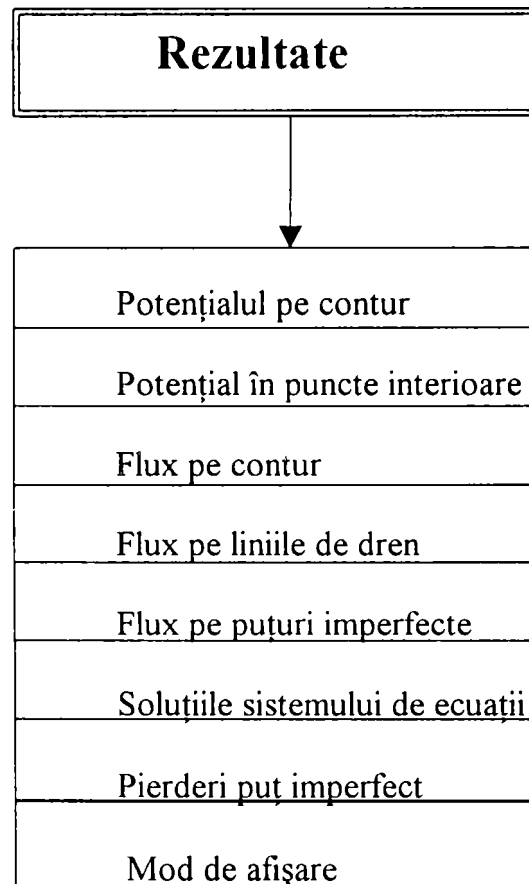 Rezultate
Potențialul pe contur
Potențial în puncte interioare
Flux pe contur
Flux pe liniile de dren
Flux pe puțuri imperfecte
Soluțiile sistemului de ecuații
Pierderi puț imperfect
Mod de afișare